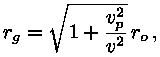 $r_g = \sqrt{1 + \frac{v_p^2}{v^2}}\, r_o\,,$